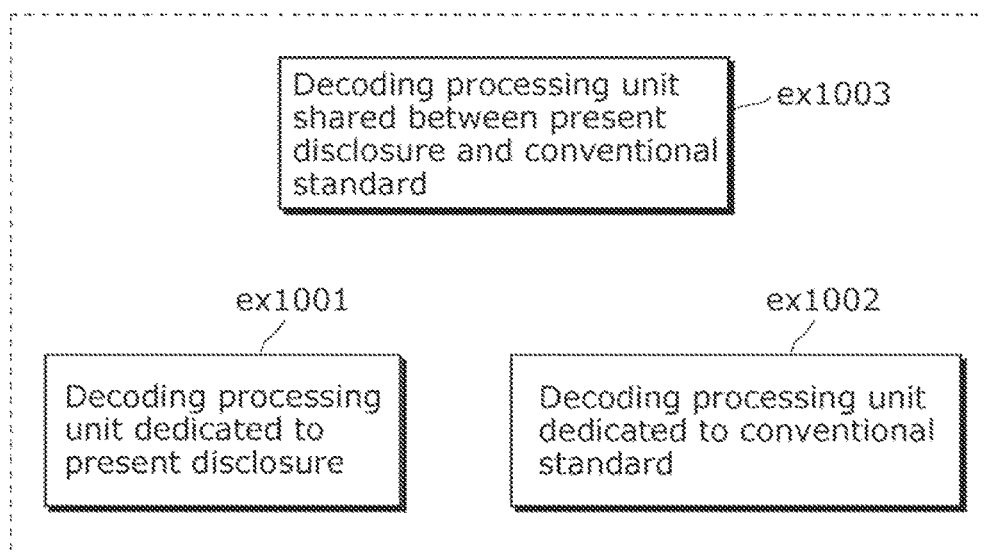 Decoding processing unit
shared between present
disclosure and conventional
standard
ex1003
ex1001
Decoding processing
unit dedicated to
present disclosure
ex1002
Decoding processing unit
dedicated to conventional
standard